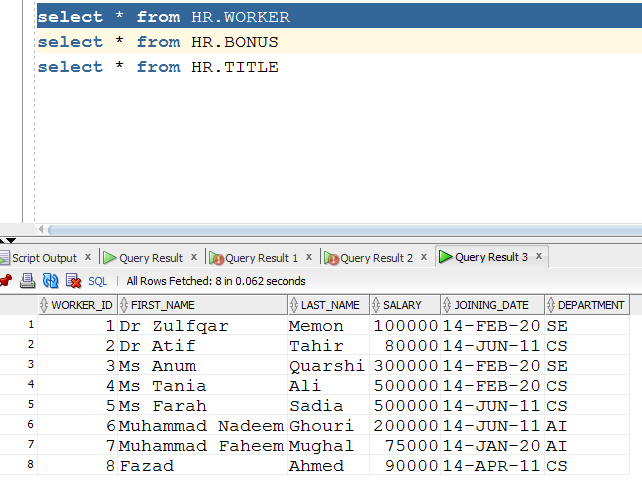 select * from HR.WORKER
select * from HR.BONUS
select * from HR.TITLE
Script Output x Query Result x Query Result 1 x Query Result 2 x Query Result 3 x
SQL | All Rows Fetched: 8 in 0.062 seconds
WORKER_ID FIRST_NAME LAST_NAME SALARY JOINING_DATE DEPARTMENT
1 1 Dr Zulfqar Memon 100000 14-FEB-20 SE
2 2 Dr Atif Tahir 80000 14-JUN-11 CS
3 3 Ms Anum Quarshi 300000 14-FEB-20 SE
4 4 Ms Tania Ali 500000 14-FEB-20 CS
5 5 Ms Farah Sadia 500000 14-JUN-11 CS
6 6 Muhammad Nadeem Ghouri 200000 14-JUN-11 AI
7 7 Muhammad Faheem Mughal 75000 14-JAN-20 AI
8 8 Fazad Ahmed 90000 14-APR-11 CS